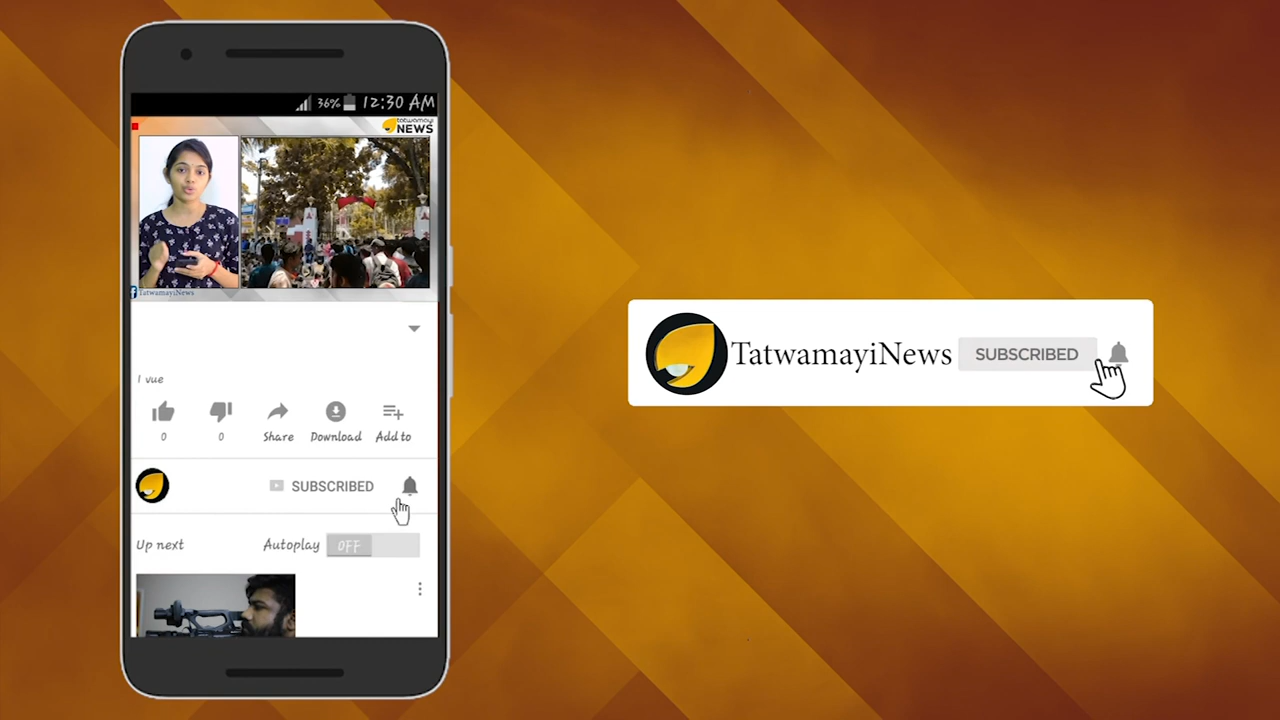 36% 12:30 AM
tatwamayi
NEWS
TatwamayiNews
1 vue
0 0 Share Download Add to
SUBSCRIBED
Up next Autoplay OFF
TatwamayiNews SUBSCRIBED